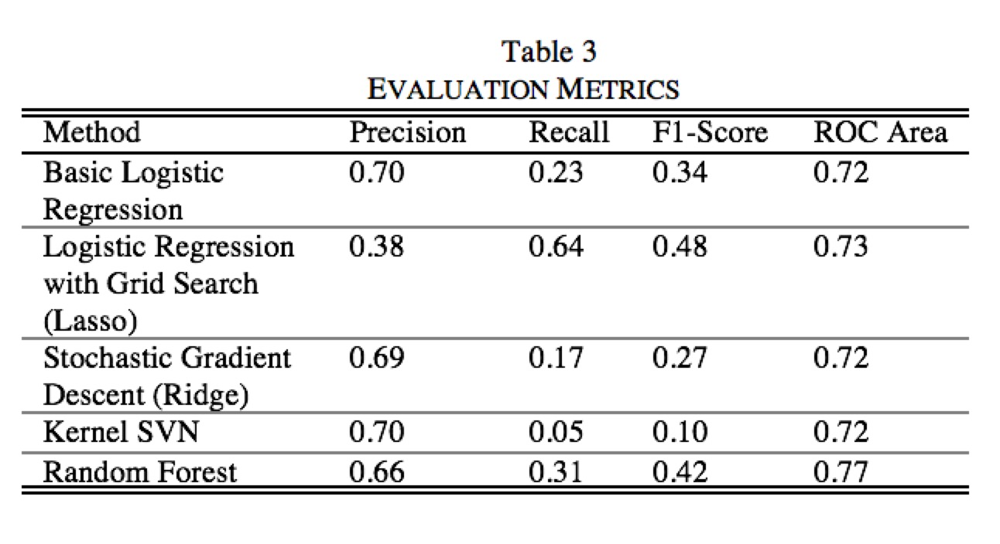 Table 3
EVALUATION METRICS
Method Precision Recall F1-Score ROC Area
Basic Logistic 0.70 0.23 0.34 0.72
Regression
Logistic Regression 0.38 0.64 0.48 0.73
with Grid Search
(Lasso)
Stochastic Gradient 0.69 0.17 0.27 0.72
Descent (Ridge)
Kernel SVN 0.70 0.05 0.10 0.72
Random Forest 0.66 0.31 0.42 0.77